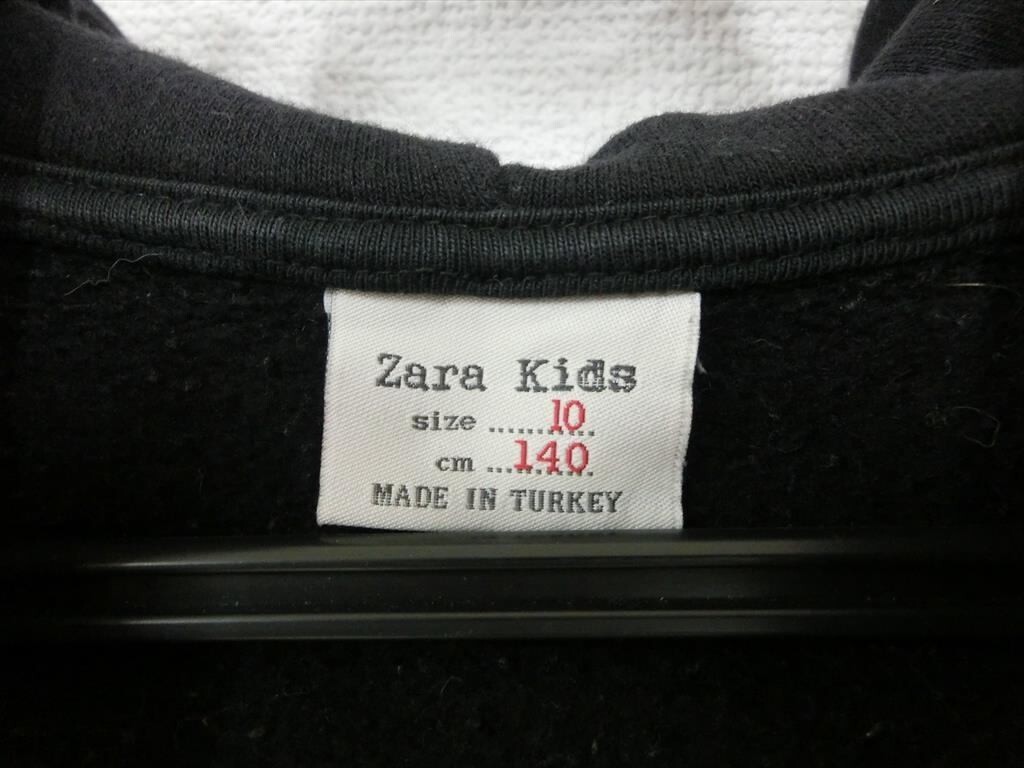 Zara Kids
size ........10.
cm ...140
MADE IN TURKEY